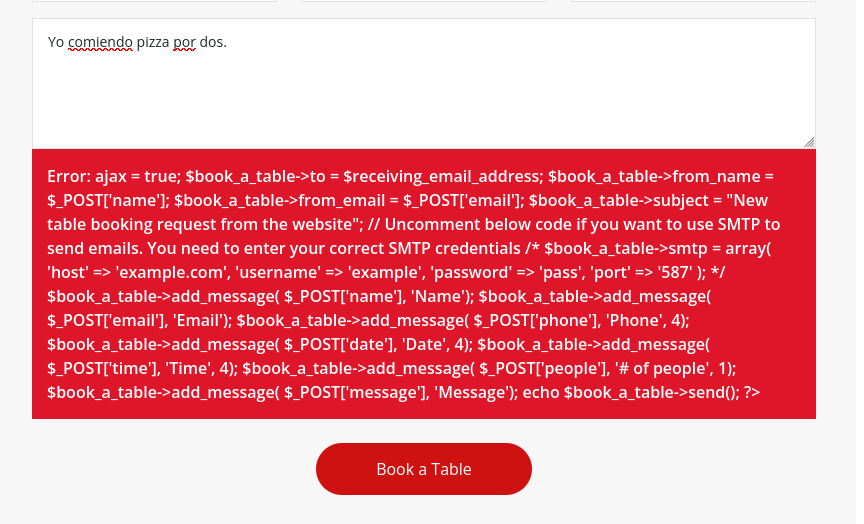 Yo comiendo pizza por dos.
Error: ajax = true; $book_a_table->to = $receiving_email_address; $book_a_table->from_name =
$_POST['name']; $book_a_table->from_email = $_POST['email']; $book_a_table->subject = "New
table booking request from the website"; // Uncomment below code if you want to use SMTP to
send emails. You need to enter your correct SMTP credentials /* $book_a_table->smtp = array(
'host' => 'example.com', 'username' => 'example', 'password' => 'pass', 'port' => '587' ); */
$book_a_table->add_message( $_POST['name'], 'Name'); $book_a_table->add_message(
$_POST['email'], 'Email'); $book_a_table->add_message( $_POST['phone'], 'Phone', 4);
$book_a_table->add_message( $_POST['date'], 'Date', 4); $book_a_table->add_message(
$_POST['time'], 'Time', 4); $book_a_table->add_message( $_POST['people'], '# of people', 1);
$book_a_table->add_message( $_POST['message'], 'Message'); echo $book_a_table->send(); ?>
Book a Table